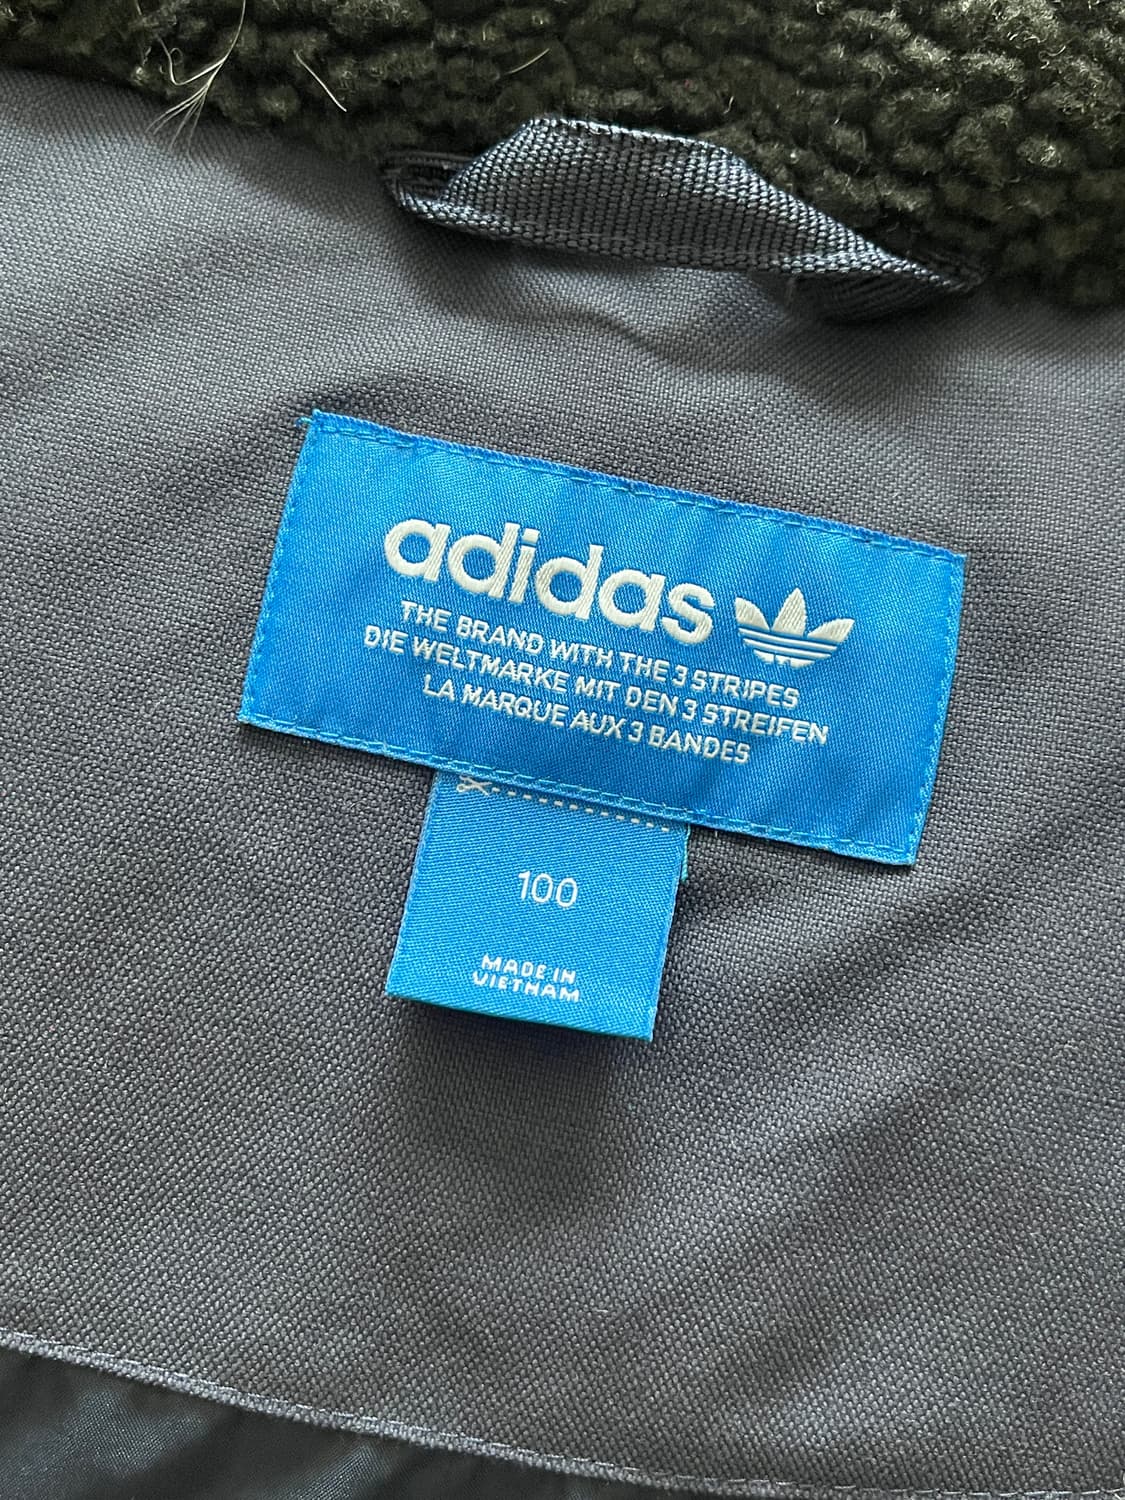 adidas
THE BRAND WITH THE 3 STRIPES
DIE WELTMARKE MIT DEN 3 STREIFEN
LA MARQUE AUX 3 BANDES
100
MADE IN
VIETNAM